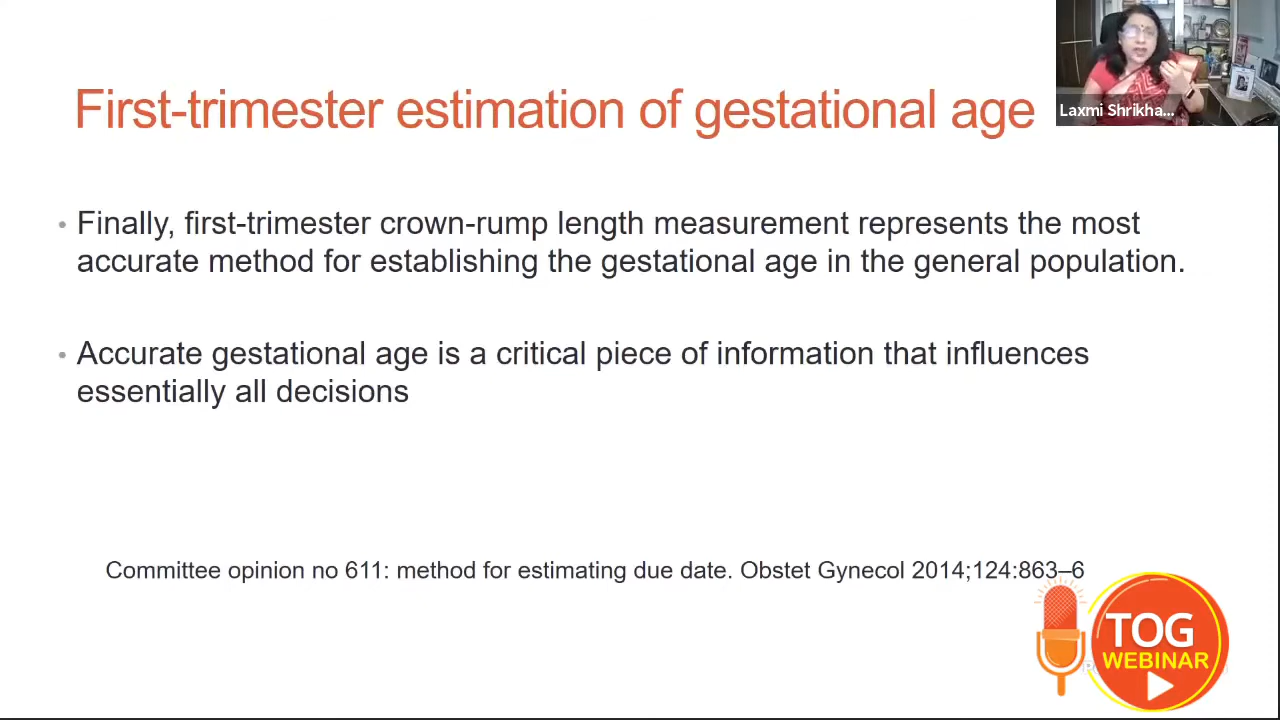 First-trimester estimation of gestational age
Laxmi Shrikha...
• Finally, first-trimester crown-rump length measurement represents the most
accurate method for establishing the gestational age in the general population.
• Accurate gestational age is a critical piece of information that influences
essentially all decisions
Committee opinion no 611: method for estimating due date. Obstet Gynecol 2014;124:863–6
TOG
WEBINAR